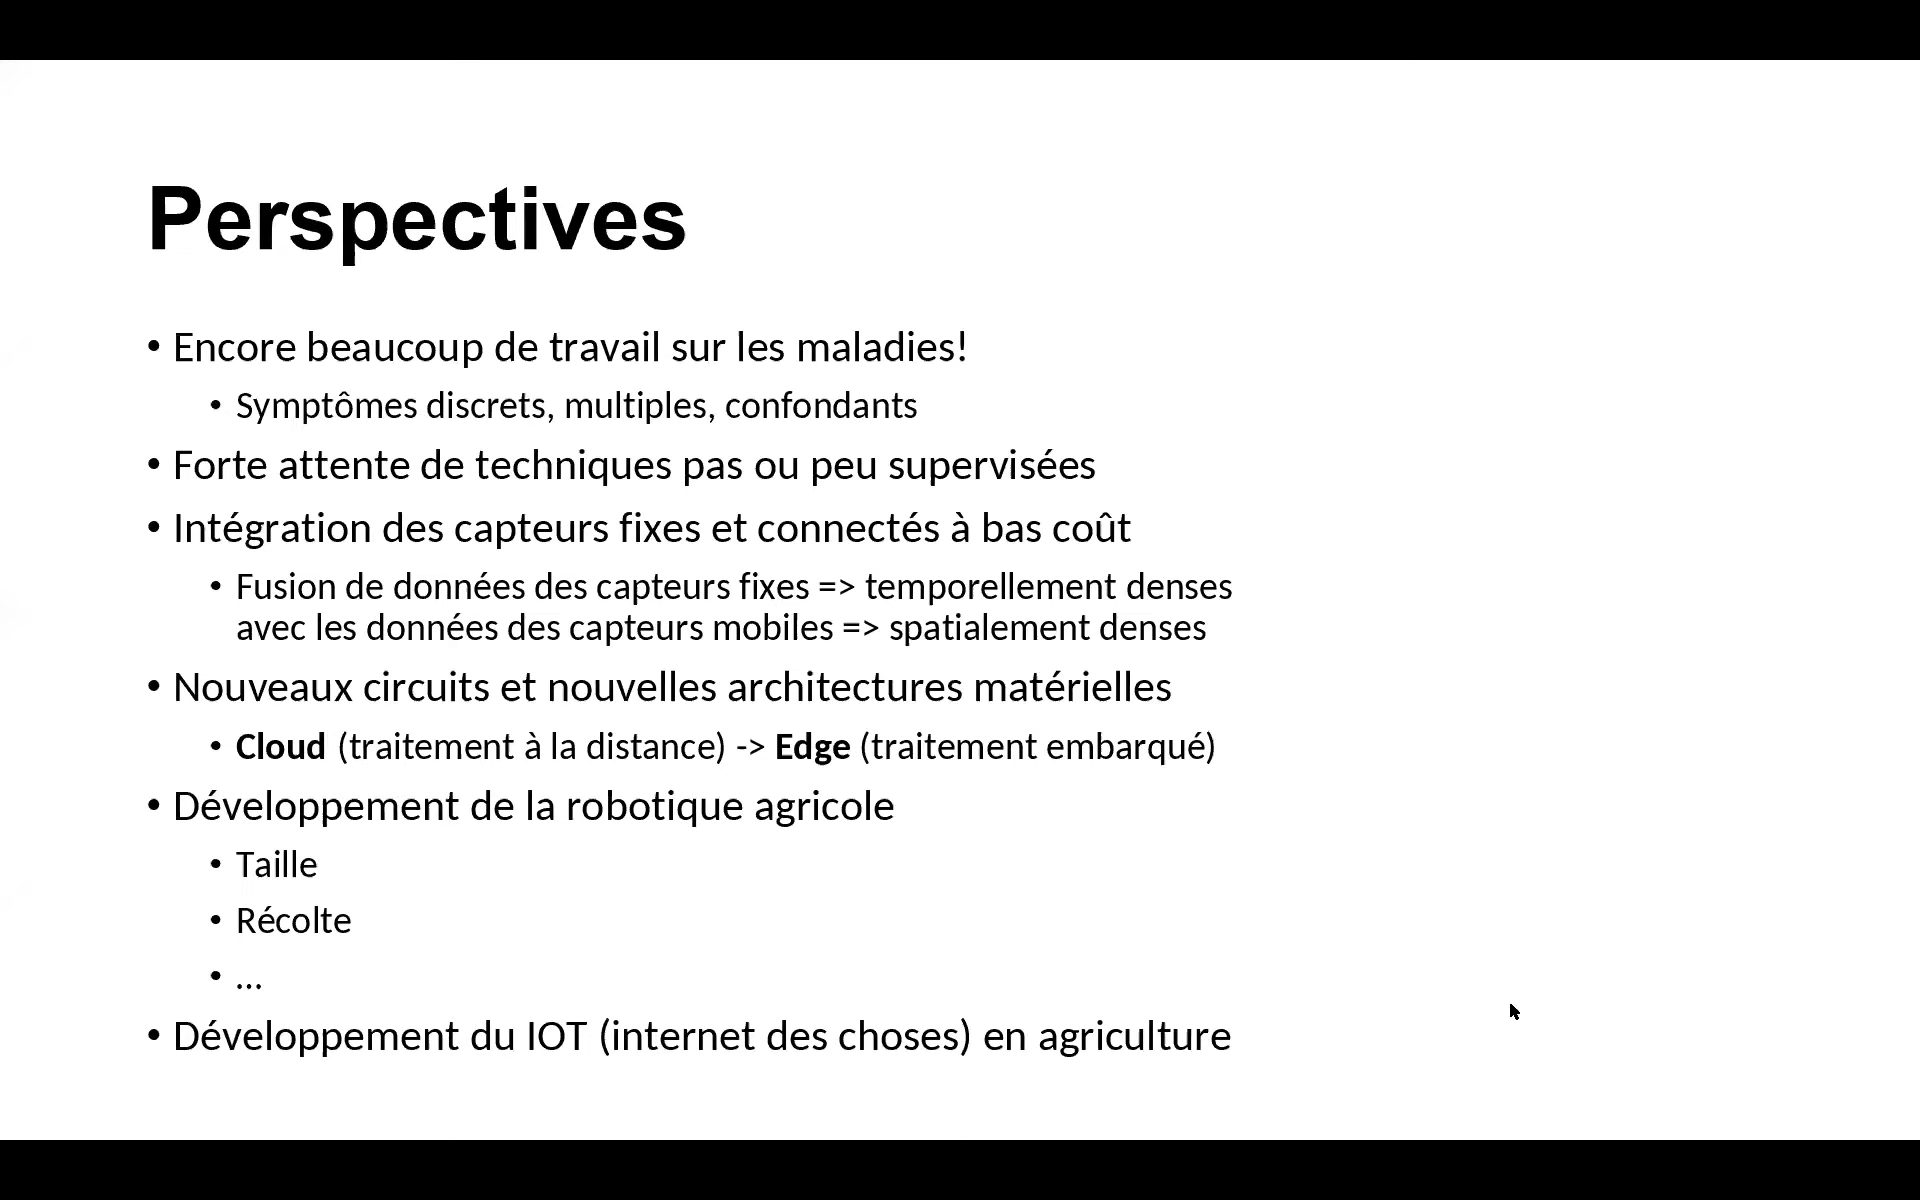 Perspectives
• Encore beaucoup de travail sur les maladies!
• Symptômes discrets, multiples, confondants
• Forte attente de techniques pas ou peu supervisées
• Intégration des capteurs fixes et connectés à bas coût
• Fusion de données des capteurs fixes => temporellement denses
avec les données des capteurs mobiles => spatialement denses
• Nouveaux circuits et nouvelles architectures matérielles
• Cloud (traitement à la distance) -> Edge (traitement embarqué)
• Développement de la robotique agricole
• Taille
• Récolte
• ...
• Développement du IOT (internet des choses) en agriculture